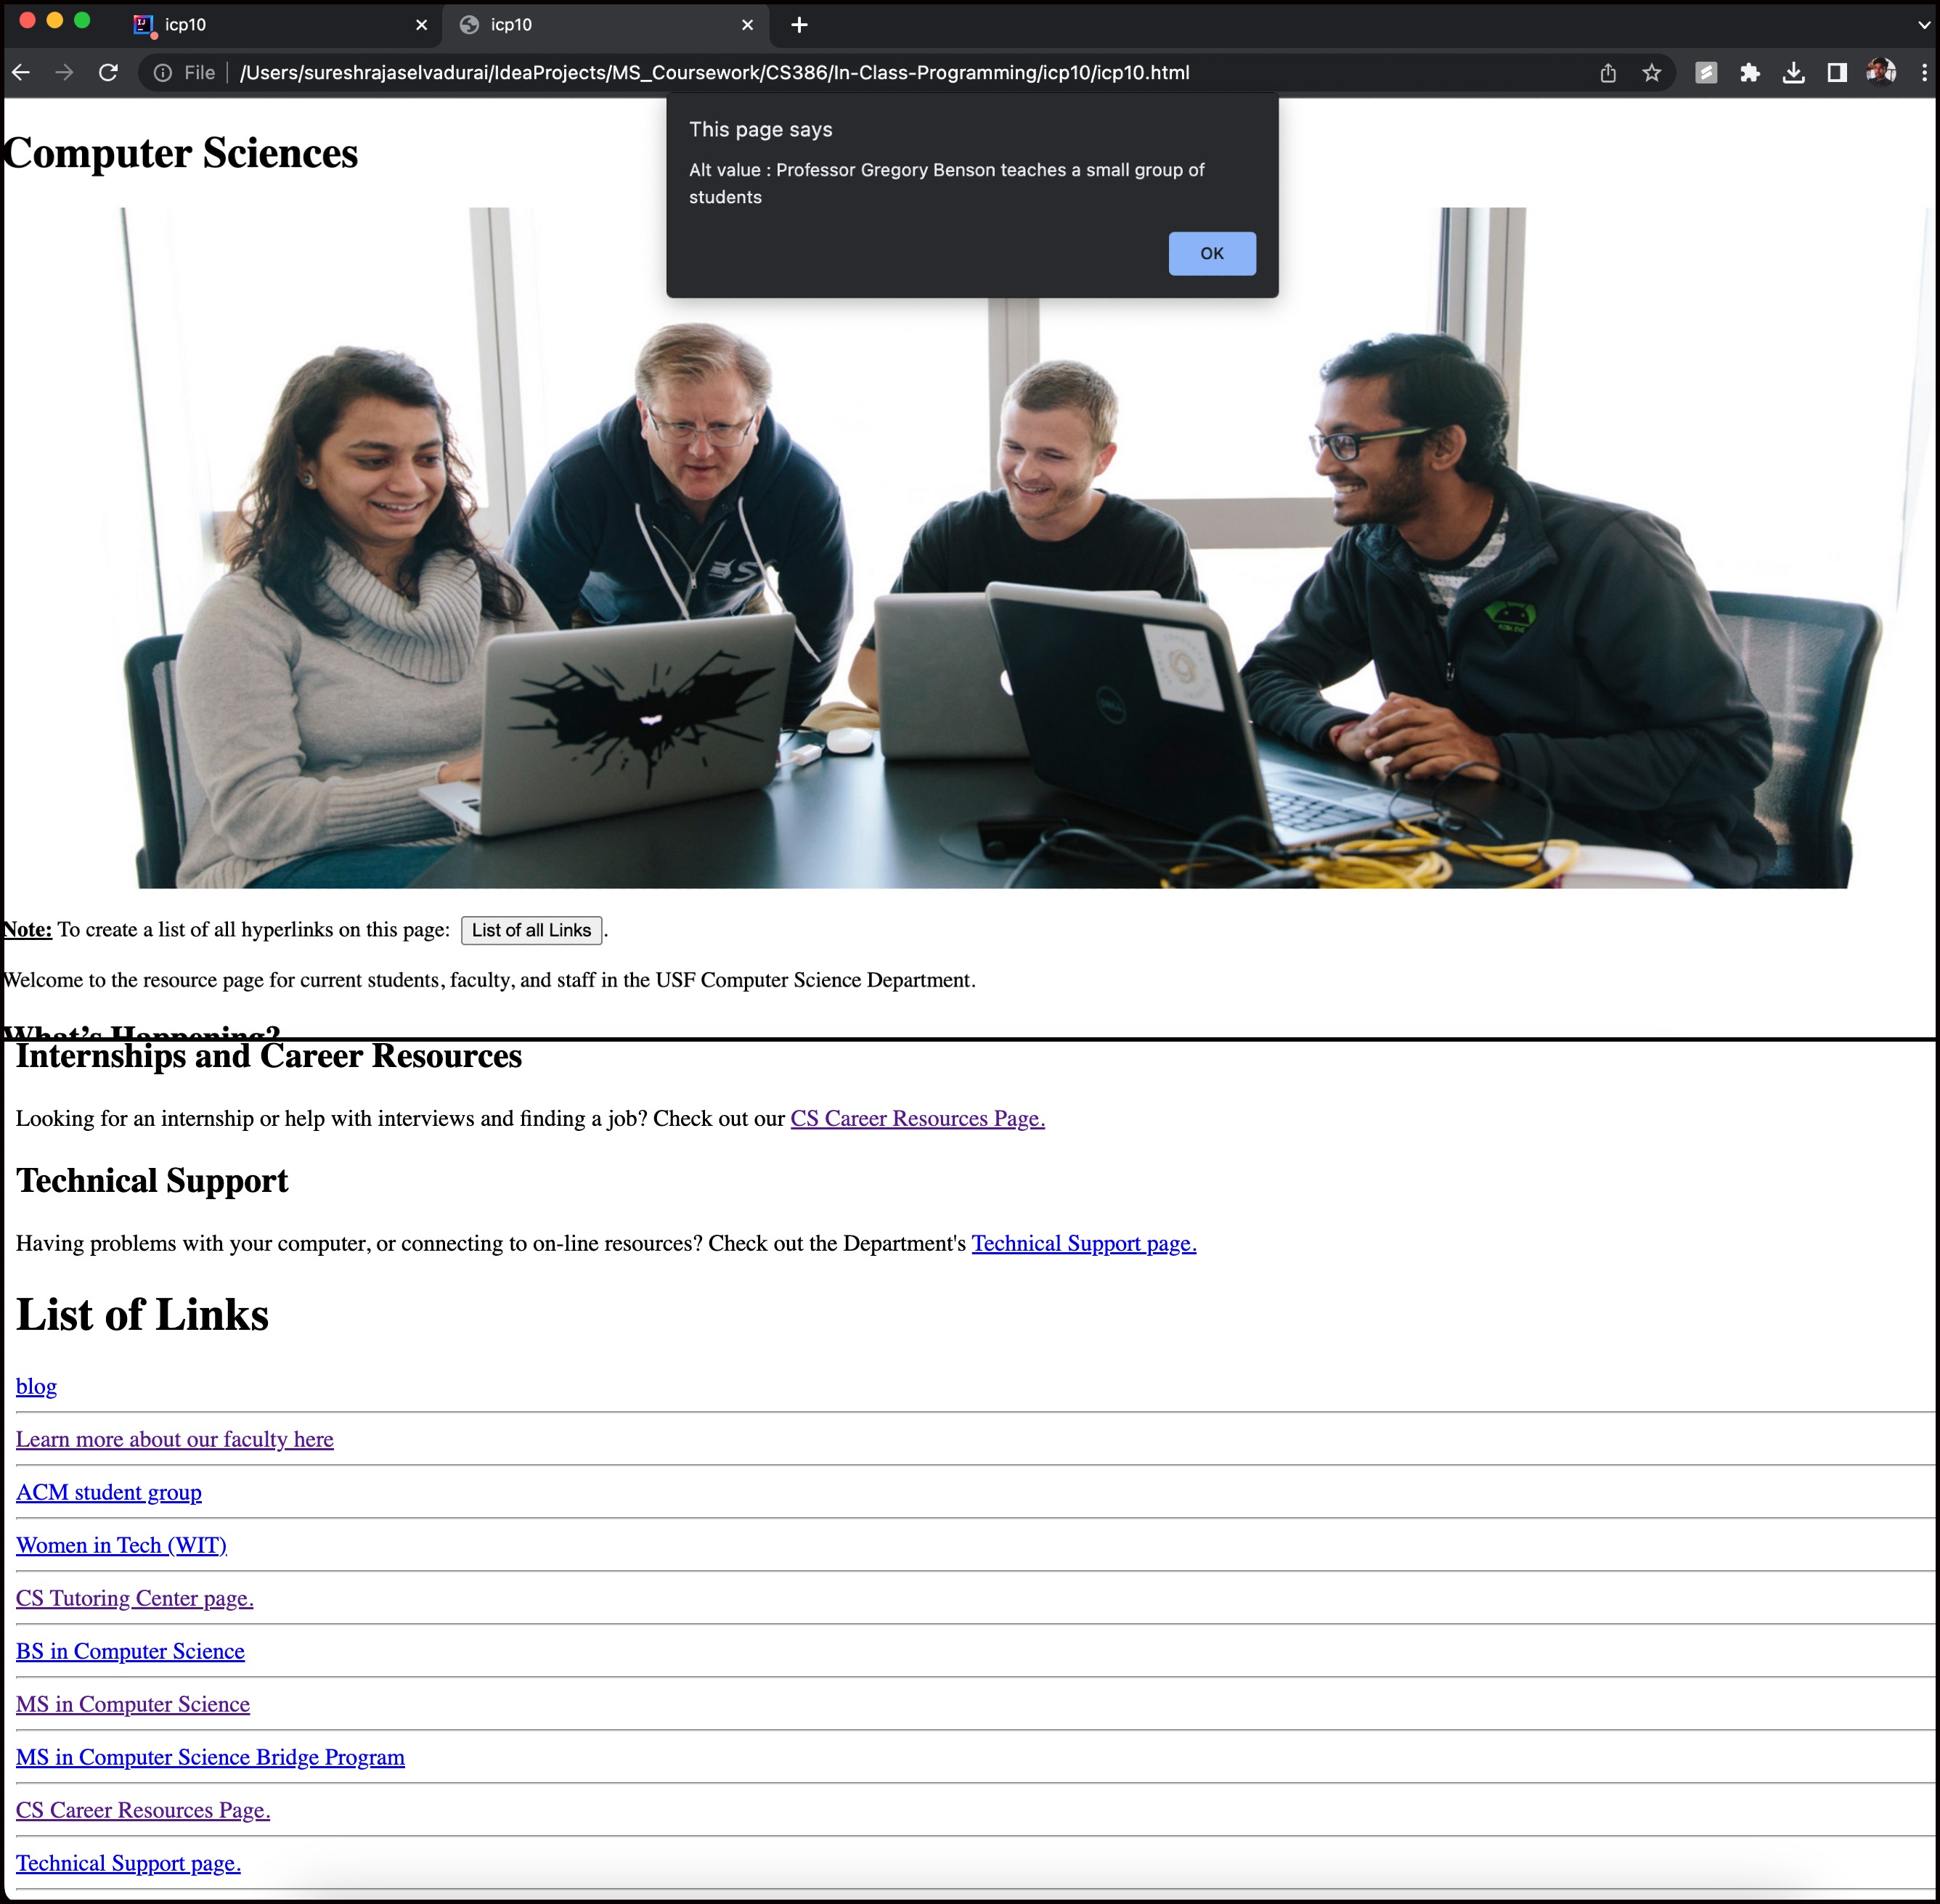 icp10
icp10
File /Users/sureshrajaselvadurai/IdeaProjects/MS_Coursework/CS386/In-Class-Programming/icp10/icp10.html
This page says
Alt value : Professor Gregory Benson teaches a small group of
students
OK
Computer Sciences
DELL
Note: To create a list of all hyperlinks on this page: List of all Links.
Welcome to the resource page for current students, faculty, and staff in the USF Computer Science Department.
What’s Happening?
Internships and Career Resources
Looking for an internship or help with interviews and finding a job? Check out our CS Career Resources Page.
Technical Support
Having problems with your computer, or connecting to on-line resources? Check out the Department's Technical Support page.
List of Links
blog
Learn more about our faculty here
ACM student group
Women in Tech (WIT)
CS Tutoring Center page.
BS in Computer Science
MS in Computer Science
MS in Computer Science Bridge Program
CS Career Resources Page.
Technical Support page.